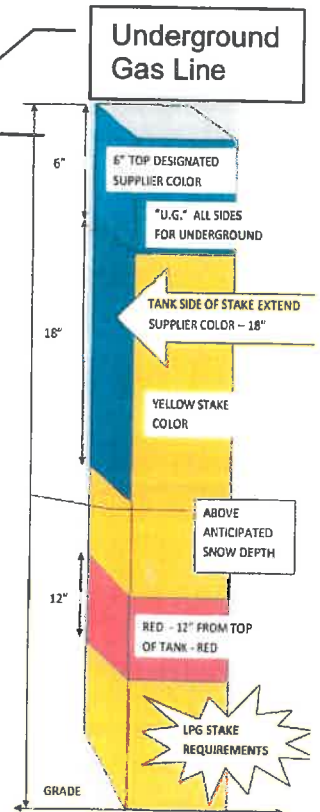 Underground
Gas Line
6"
6" TOP DESIGNATED
SUPPLIER COLOR
"U.G." ALL SIDES
FOR UNDERGROUND
TANK SIDE OF STAKE EXTEND
SUPPLIER COLOR – 18"
18"
YELLOW STAKE
COLOR
ABOVE
ANTICIPATED
SNOW DEPTH
12"
RED - 12" FROM TOP
OF TANK - RED
LPG STAKE
REQUIREMENTS
GRADE